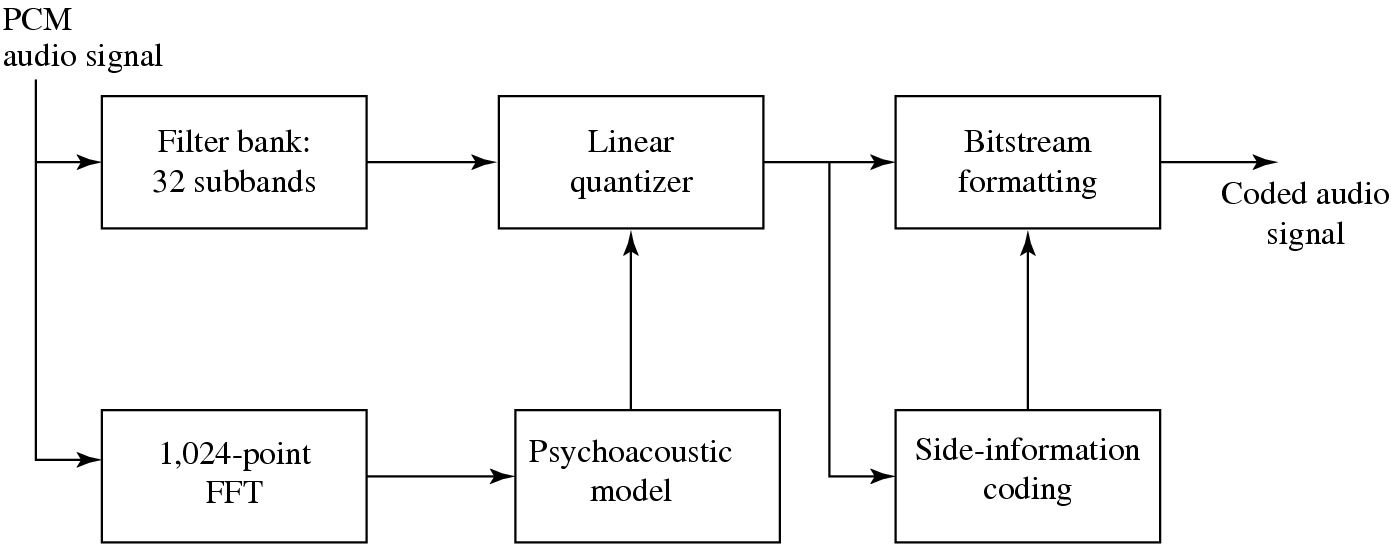 PCM
audio signal
Filter bank:
32 subbands
Linear
quantizer
Bitstream
formatting
Coded audio
signal
1,024-point
FFT
Psychoacoustic
model
Side-information
coding